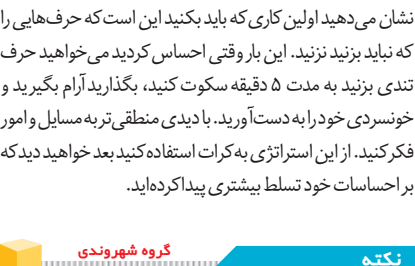 نشان می‌دهید اولین کاری که باید بکنید این است که حرف‌هایی را
که نباید بزنید نزنید. این بار وقتی احساس کردید می‌خواهید حرف
تندی بزنید به مدت ۵ دقیقه سکوت کنید، بگذارید آرام بگیرید و
خونسردی خود را به دست آورید. با دیدی منطقی‌تر به مسایل و امور
فکر کنید. از این استراتژی به کرات استفاده کنید بعد خواهید دید که
بر احساسات خود تسلط بیشتری پیدا کرده‌اید.
گروه شهروندی
نکته